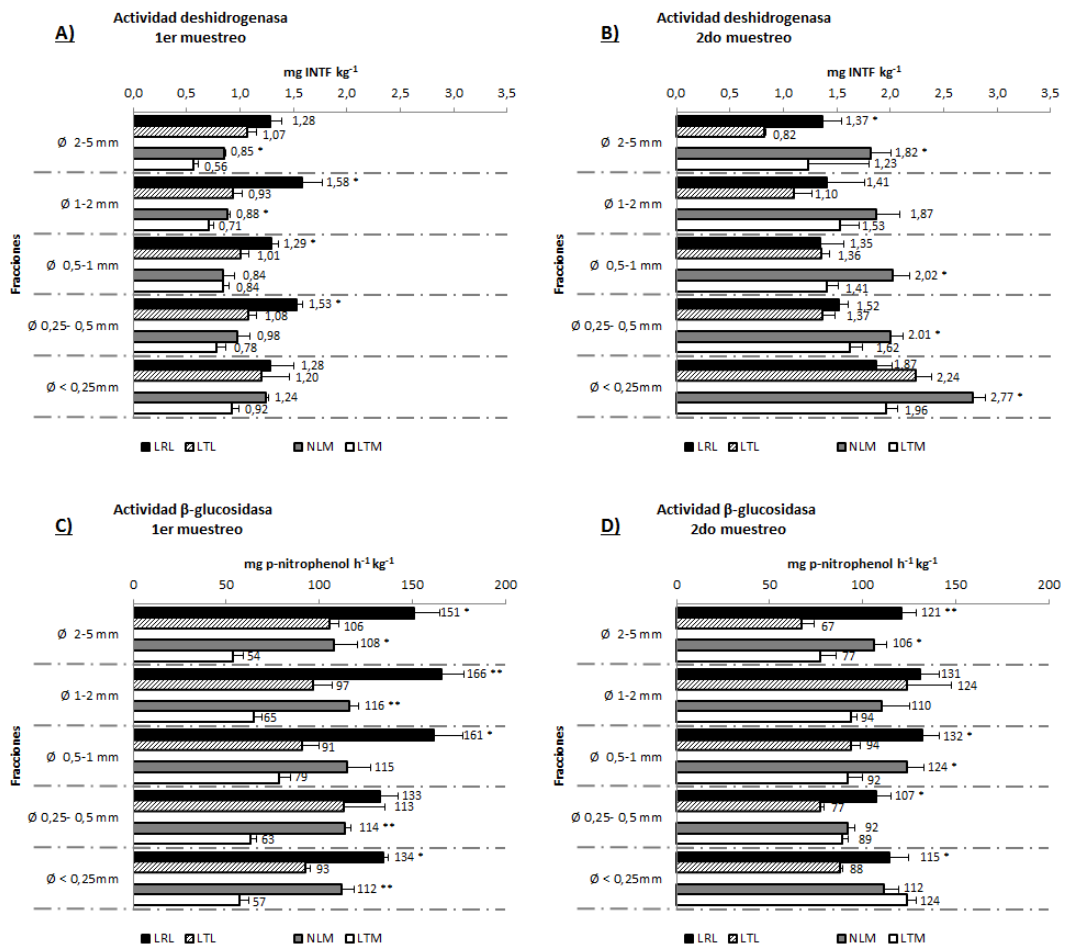 A)
Actividad deshidrogenasa
1er muestreo
mg INTF kg-1
0,0 0,5 1,0 1,5 2,0 2,5 3,0 3,5
Fracciones
Ø 2-5 mm
1,28
1,07
0,85 *
0,56
Ø 1-2 mm
1,58 *
0,93
0,88 *
0,71
Ø 0,5-1 mm
1,29 *
1,01
0,84
0,84
Ø 0,25- 0,5 mm
1,53 *
1,08
0,98
0,78
Ø < 0,25mm
1,28
1,20
1,24
0,92
LRL LTL NLM LTM
B)
Actividad deshidrogenasa
2do muestreo
mg INTF kg-1
0,0 0,5 1,0 1,5 2,0 2,5 3,0 3,5
Fracciones
Ø 2-5 mm
1,37 *
0,82
1,82 *
1,23
Ø 1-2 mm
1,41
1,10
1,87
1,53
Ø 0,5-1 mm
1,35
1,36
2,02 *
1,41
Ø 0,25- 0,5 mm
1,52
1,37
2.01 *
1,62
Ø < 0,25mm
1,87
2,24
2,77 *
1,96
LRL LTL NLM LTM
C)
Actividad β-glucosidasa
1er muestreo
mg p-nitrophenol h-1 kg-1
0 50 100 150 200
Fracciones
Ø 2-5 mm
151 *
106
108 *
54
Ø 1-2 mm
166 **
97
116 **
65
Ø 0,5-1 mm
161 *
91
115
79
Ø 0,25- 0,5 mm
133
113
114 **
63
Ø < 0,25mm
134 *
93
112 **
57
LRL LTL NLM LTM
D)
Actividad β-glucosidasa
2do muestreo
mg p-nitrophenol h-1 kg-1
0 50 100 150 200
Fracciones
Ø 2-5 mm
121 **
67
106 *
77
Ø 1-2 mm
131
124
110
94
Ø 0,5-1 mm
132 *
94
124 *
92
Ø 0,25- 0,5 mm
107 *
77
92
89
Ø < 0,25mm
115 *
88
112
124
LRL LTL NLM LTM